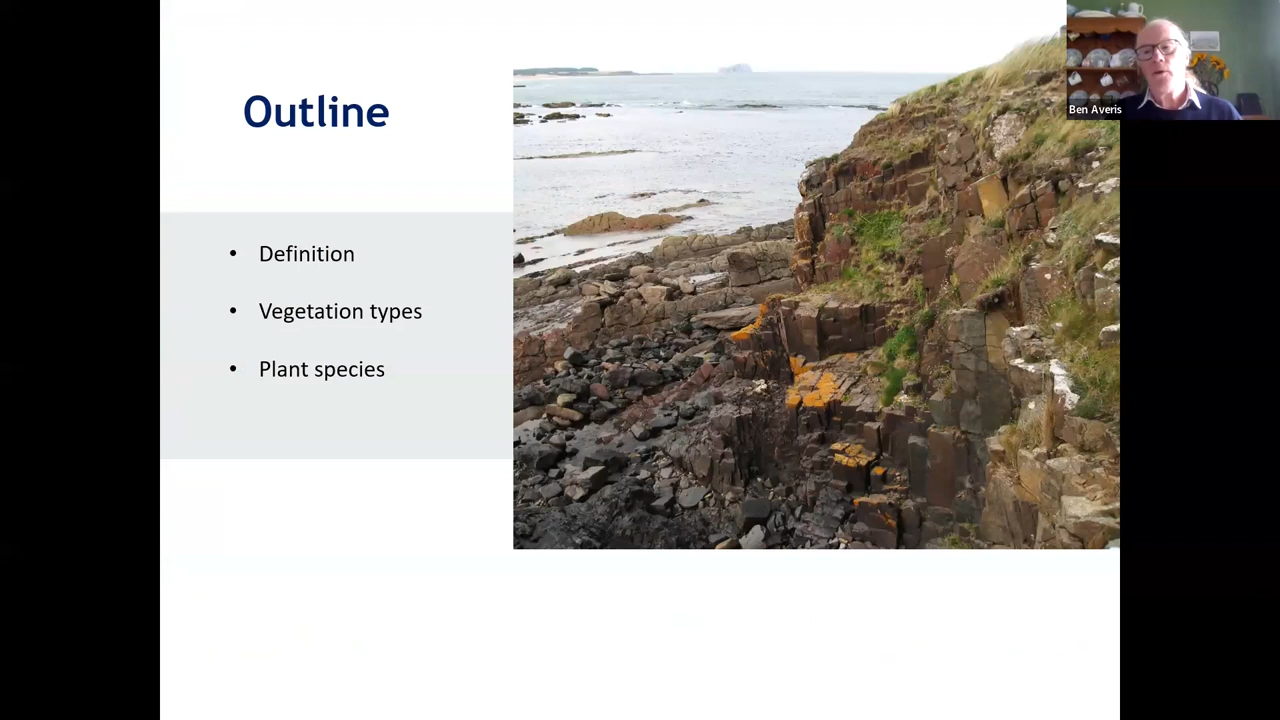 Outline
• Definition
• Vegetation types
• Plant species
Ben Averis